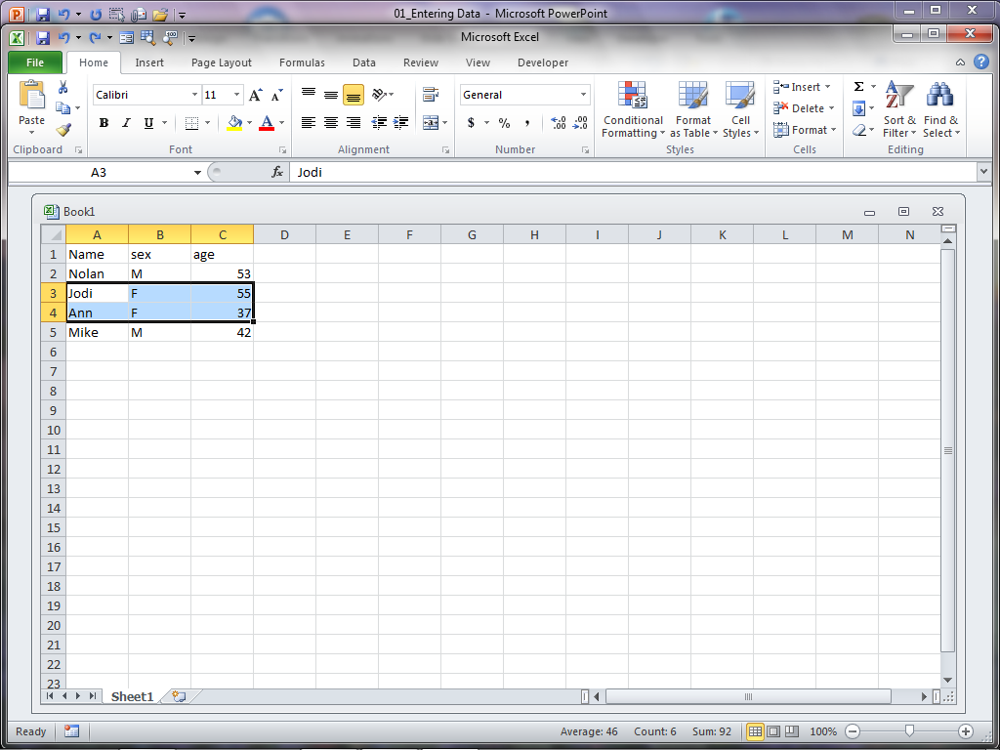 01_Entering Data - Microsoft PowerPoint
Microsoft Excel
File Home Insert Page Layout Formulas Data Review View Developer
Calibri 11 General
Paste
Conditional Formatting
Format as Table
Cell Styles
Insert
Delete
Format
Sort & Filter
Find & Select
Clipboard Font Alignment Number Styles Cells Editing
A3 fx Jodi
Book1
A B C D E F G H I J K L M N
1 Name sex age
2 Nolan M 53
3 Jodi F 55
4 Ann F 37
5 Mike M 42
6
7
8
9
10
11
12
13
14
15
16
17
18
19
20
21
22
23
Sheet1
Ready Average: 46 Count: 6 Sum: 92 100%